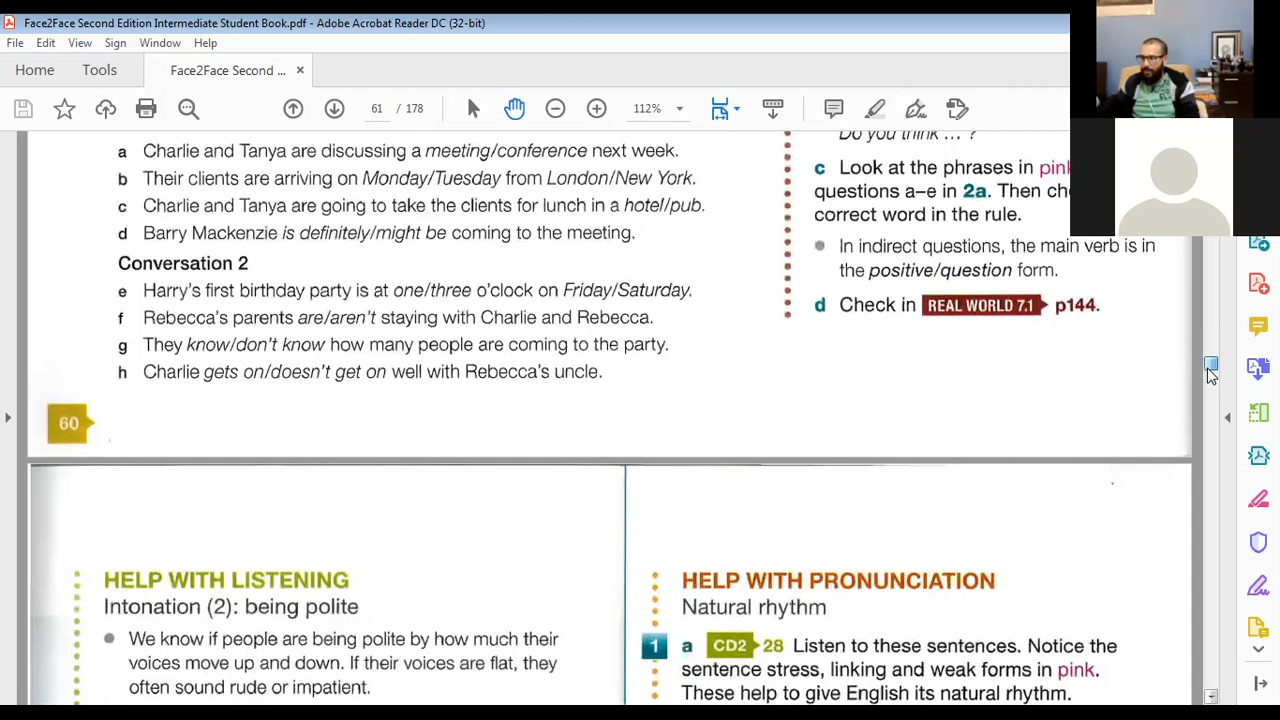 Face2Face Second Edition Intermediate Student Book.pdf - Adobe Acrobat Reader DC (32-bit)
File Edit View Sign Window Help
Home Tools Face2Face Second ... ×
61 / 178 112%
a Charlie and Tanya are discussing a meeting/conference next week.
b Their clients are arriving on Monday/Tuesday from London/New York.
c Charlie and Tanya are going to take the clients for lunch in a hotel/pub.
d Barry Mackenzie is definitely/might be coming to the meeting.
Conversation 2
e Harry's first birthday party is at one/three o'clock on Friday/Saturday.
f Rebecca's parents are/aren't staying with Charlie and Rebecca.
g They know/don't know how many people are coming to the party.
h Charlie gets on/doesn't get on well with Rebecca's uncle.
60
Do you think ... ?
c Look at the phrases in pink
questions a–e in 2a. Then
correct word in the rule.
In indirect questions, the main verb is in
the positive/question form.
d Check in REAL WORLD 7.1 p144.
HELP WITH LISTENING
Intonation (2): being polite
We know if people are being polite by how much their
voices move up and down. If their voices are flat, they
often sound rude or impatient.
HELP WITH PRONUNCIATION
Natural rhythm
1 a CD2 28 Listen to these sentences. Notice the
sentence stress, linking and weak forms in pink.
These help to give English its natural rhythm.